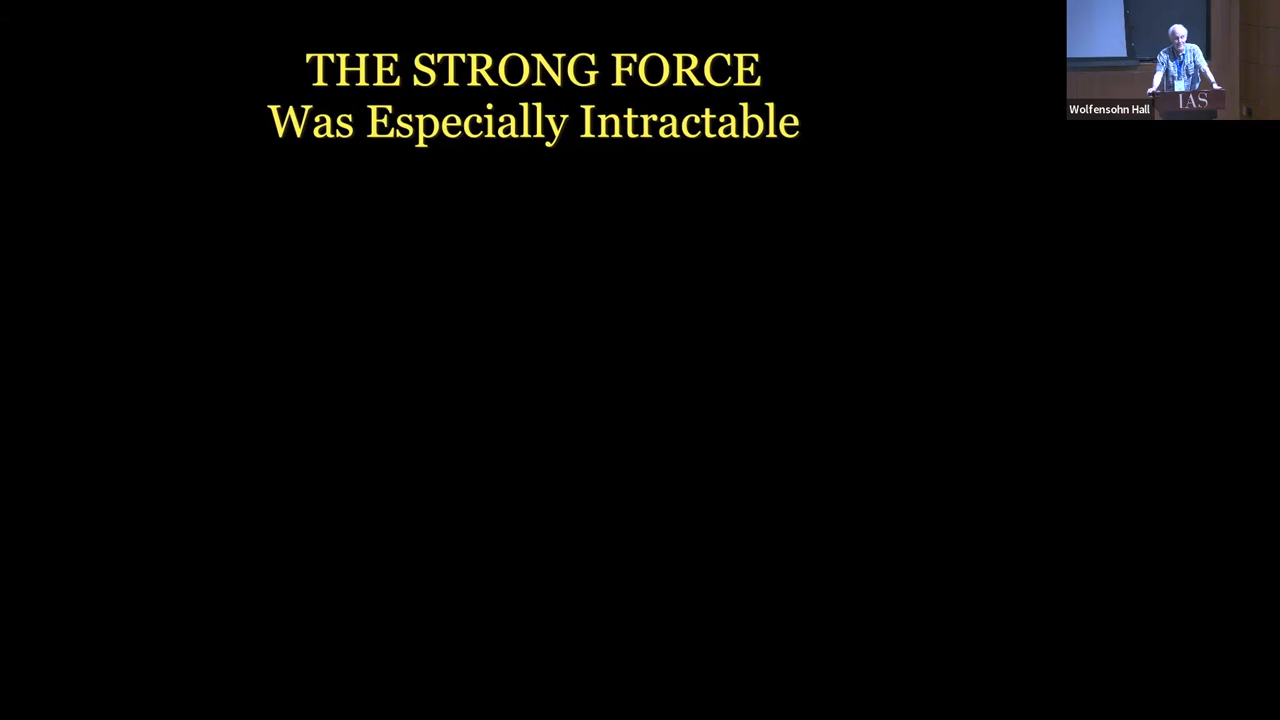 THE STRONG FORCE
Was Especially Intractable
Wolfensohn Hall
IAS